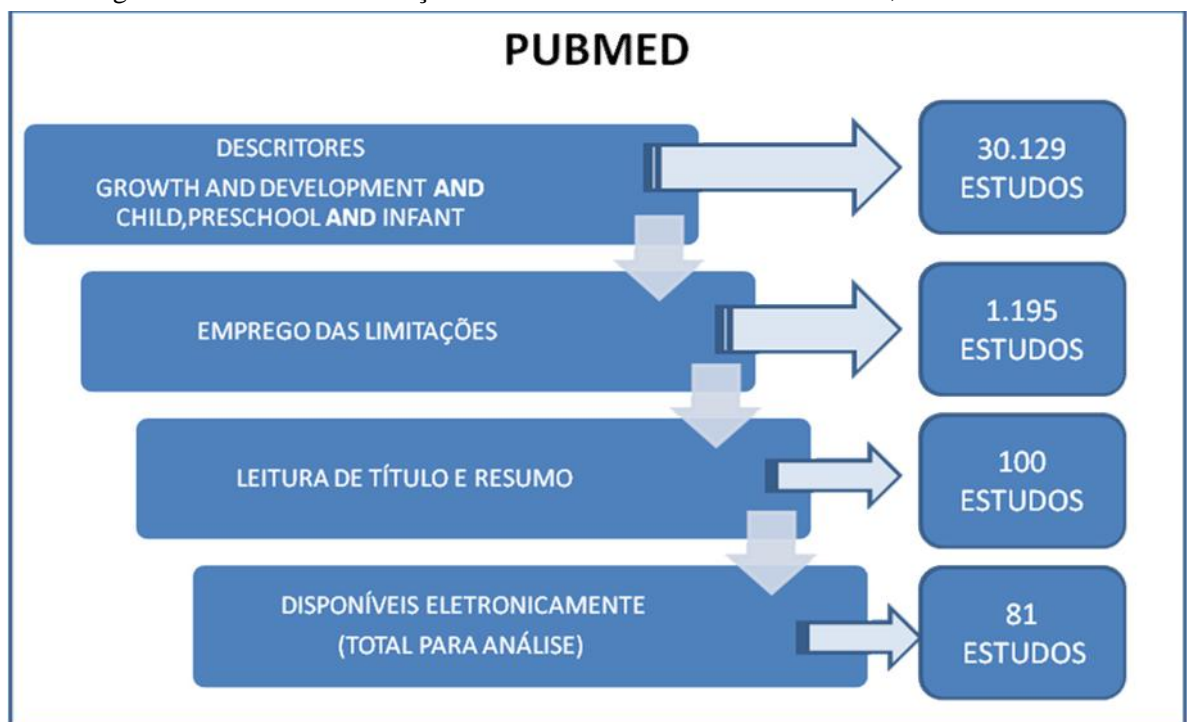 PUBMED
DESCRITORES
GROWTH AND DEVELOPMENT AND
CHILD,PRESCHOOL AND INFANT
30.129
ESTUDOS
EMPREGO DAS LIMITAÇÕES
1.195
ESTUDOS
LEITURA DE TÍTULO E RESUMO
100
ESTUDOS
DISPONÍVEIS ELETRONICAMENTE
(TOTAL PARA ANÁLISE)
81
ESTUDOS